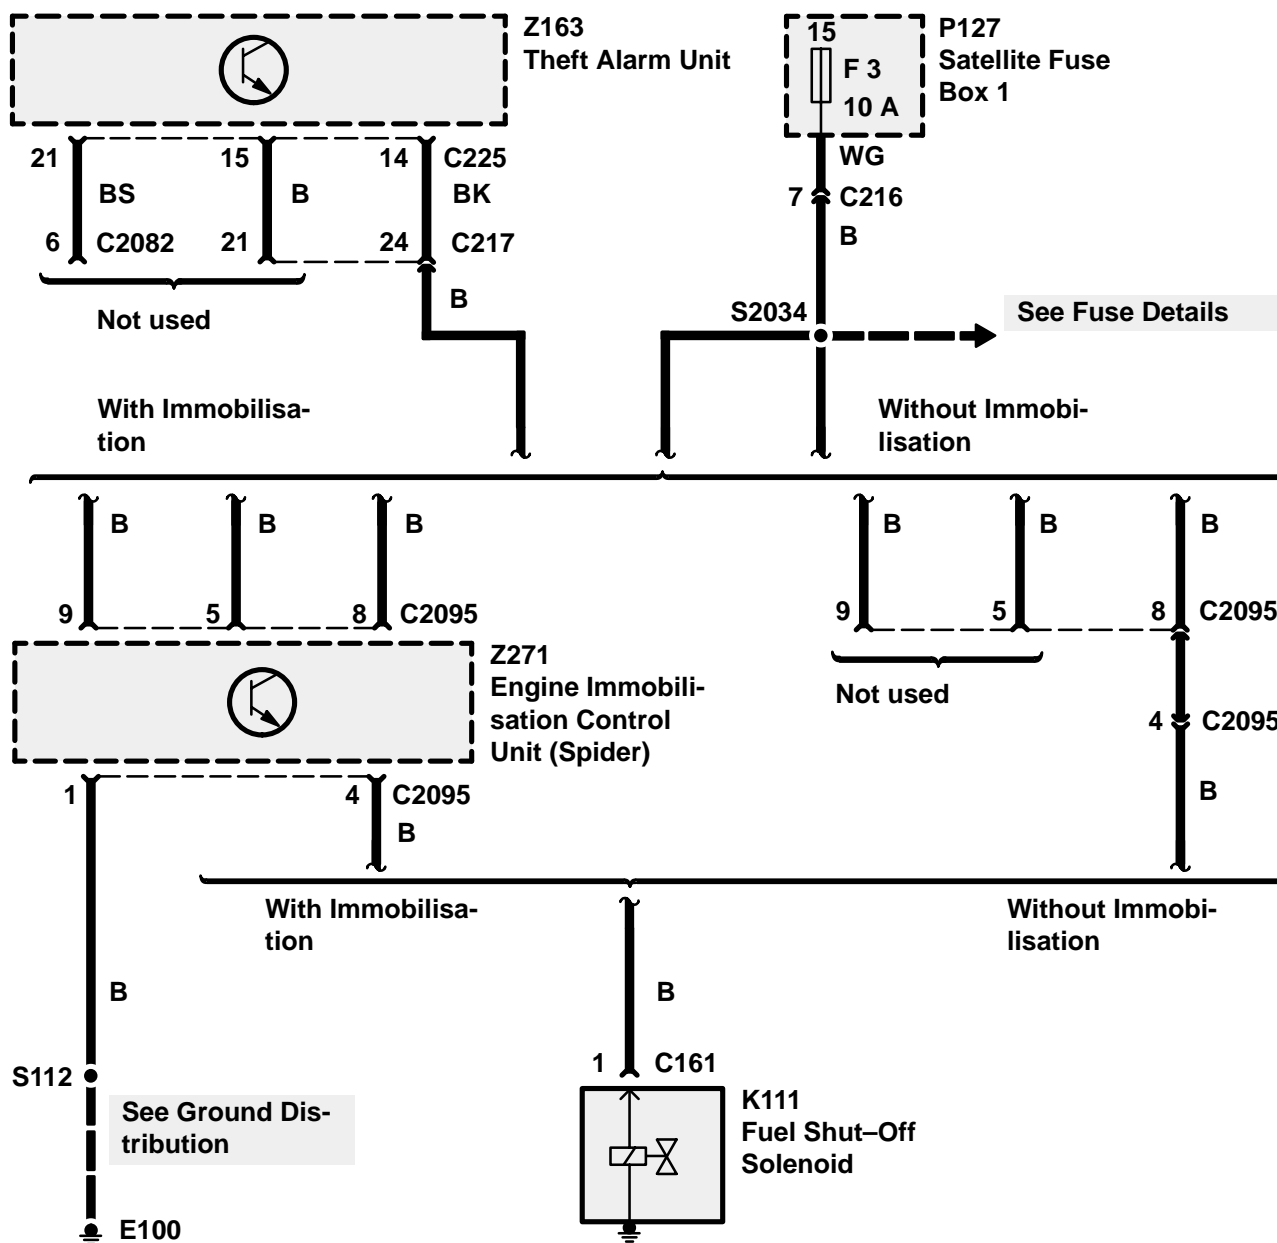 Z163
Theft Alarm Unit
15
F 3
10 A
P127
Satellite Fuse
Box 1
21
15
14
C225
WG
BS
B
BK
7
C216
6
C2082
21
24
C217
B
Not used
B
S2034
See Fuse Details
With Immobilisa-
tion
Without Immobi-
lisation
B
B
B
B
B
B
9
5
8
C2095
9
5
8
C2095
Z271
Engine Immobili-
sation Control
Unit (Spider)
Not used
4
C2095
1
4
C2095
B
B
With Immobilisa-
tion
Without Immobi-
lisation
B
B
S112
1
C161
See Ground Dis-
tribution
K111
Fuel Shut–Off
Solenoid
E100